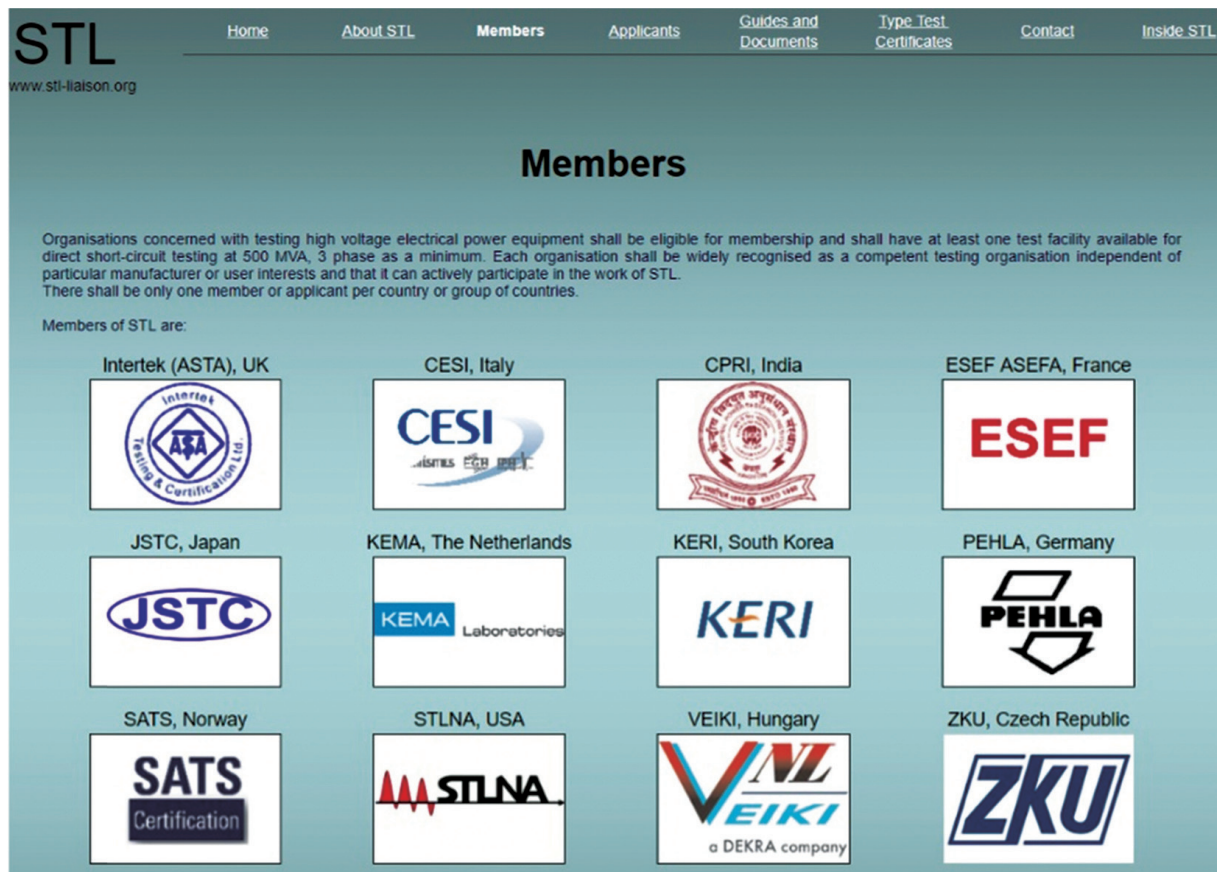 STL
www.stl-liaison.org
Home
About STL
Members
Applicants
Guides and
Documents
Type Test
Certificates
Contact
Inside STL
Members
Organisations concerned with testing high voltage electrical power equipment shall be eligible for membership and shall have at least one test facility available for
direct short-circuit testing at 500 MVA, 3 phase as a minimum. Each organisation shall be widely recognised as a competent testing organisation independent of
particular manufacturer or user interests and that it can actively participate in the work of STL.
There shall be only one member or applicant per country or group of countries.
Members of STL are:
Intertek (ASTA), UK
CESI, Italy
CPRI, India
ESEF ASEFA, France
Intertek
ASTA
Testing & Certification Ltd.
CESI
केन्द्रीय विद्युत अनुसंधान संस्थान
ESEF
JSTC, Japan
KEMA, The Netherlands
KERI, South Korea
PEHLA, Germany
JSTC
KEMA Laboratories
KERI
PEHLA
SATS, Norway
STLNA, USA
VEIKI, Hungary
ZKU, Czech Republic
SATS
Certification
STLNA
VNL
VEIKI
a DEKRA company
ZKU